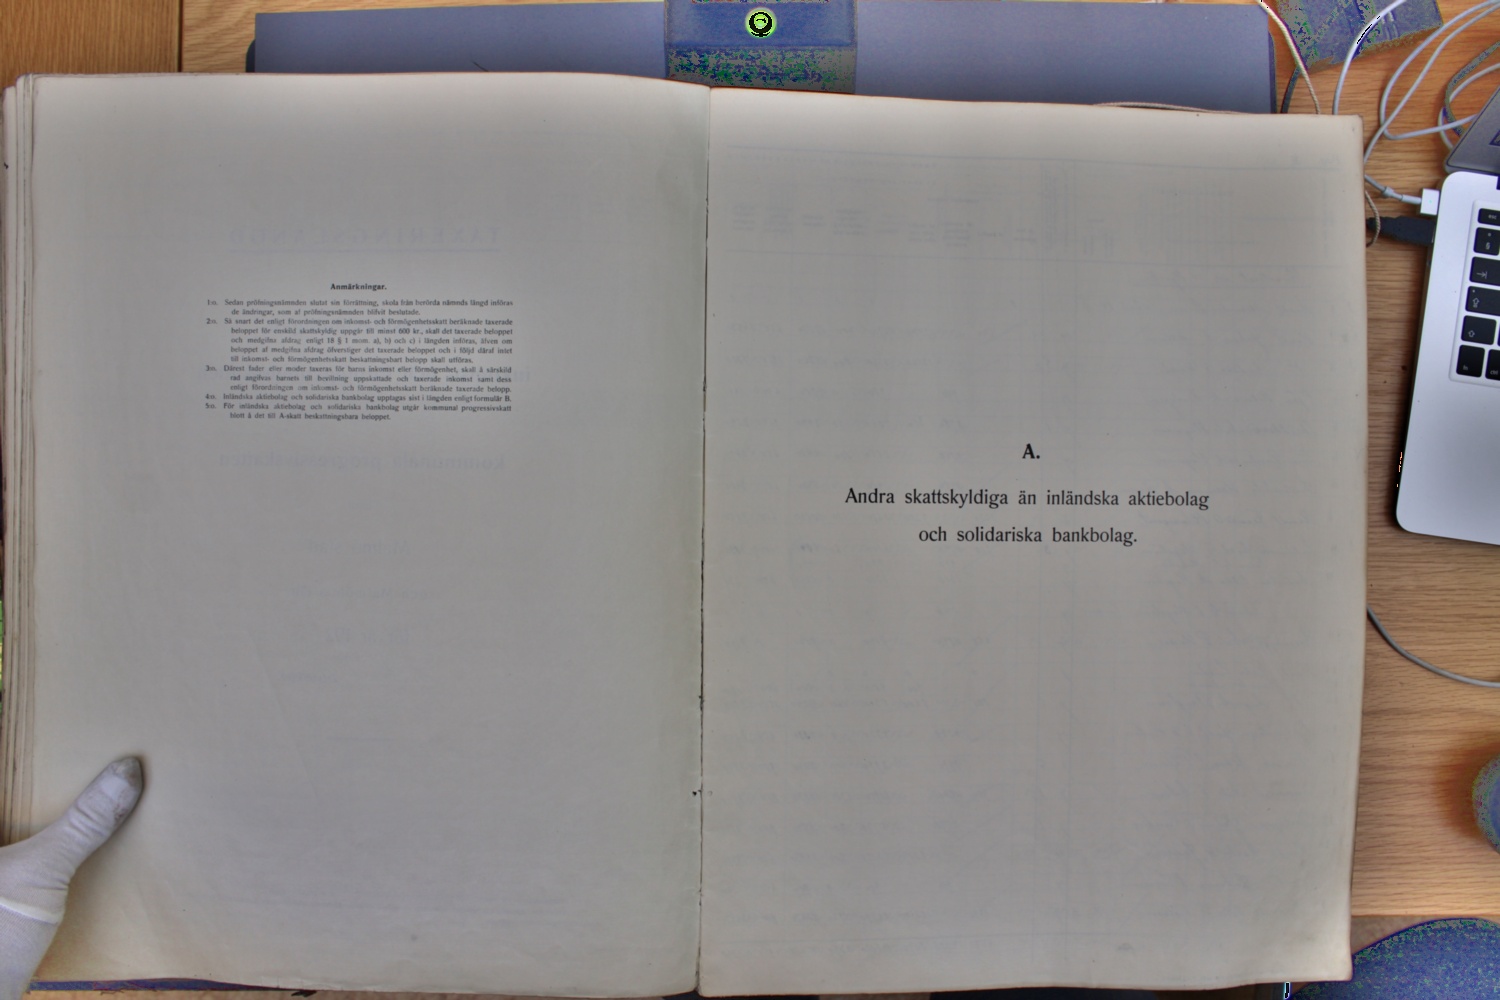 Anmärkningar.
1:o. Sedan pröfningsnämnden slutat sin förrättning, skola från berörda nämnds längd införas
de ändringar, som af pröfningsnämnden blifvit beslutade.
2:o. Så snart det enligt förordningen om inkomst- och förmögenhetsskatt beräknade taxerade
beloppet för enskild skattskyldig uppgår till minst 600 kr., skall det taxerade beloppet
och medgifna afdrag enligt 18 § 1 mom. a), b) och c) i längden införas, äfven om
beloppet af medgifna afdrag öfverstiger det taxerade beloppet och i följd däraf intet
till inkomst- och förmögenhetsskatt beskattningsbart belopp skall utföras.
3:o. Därest fader eller moder taxeras för barns inkomst eller förmögenhet, skall å särskild
rad angifvas barnets till bevillning uppskattade och taxerade inkomst samt dess
enligt förordningen om inkomst- och förmögenhetsskatt beräknade taxerade belopp.
4:o. Inländska aktiebolag och solidariska bankbolag upptagas sist i längden enligt formulär B.
5:o. För inländska aktiebolag och solidariska bankbolag utgår kommunal progressivskatt
blott å det till A-skatt beskattningsbara beloppet.
A.
Andra skattskyldiga än inländska aktiebolag
och solidariska bankbolag.